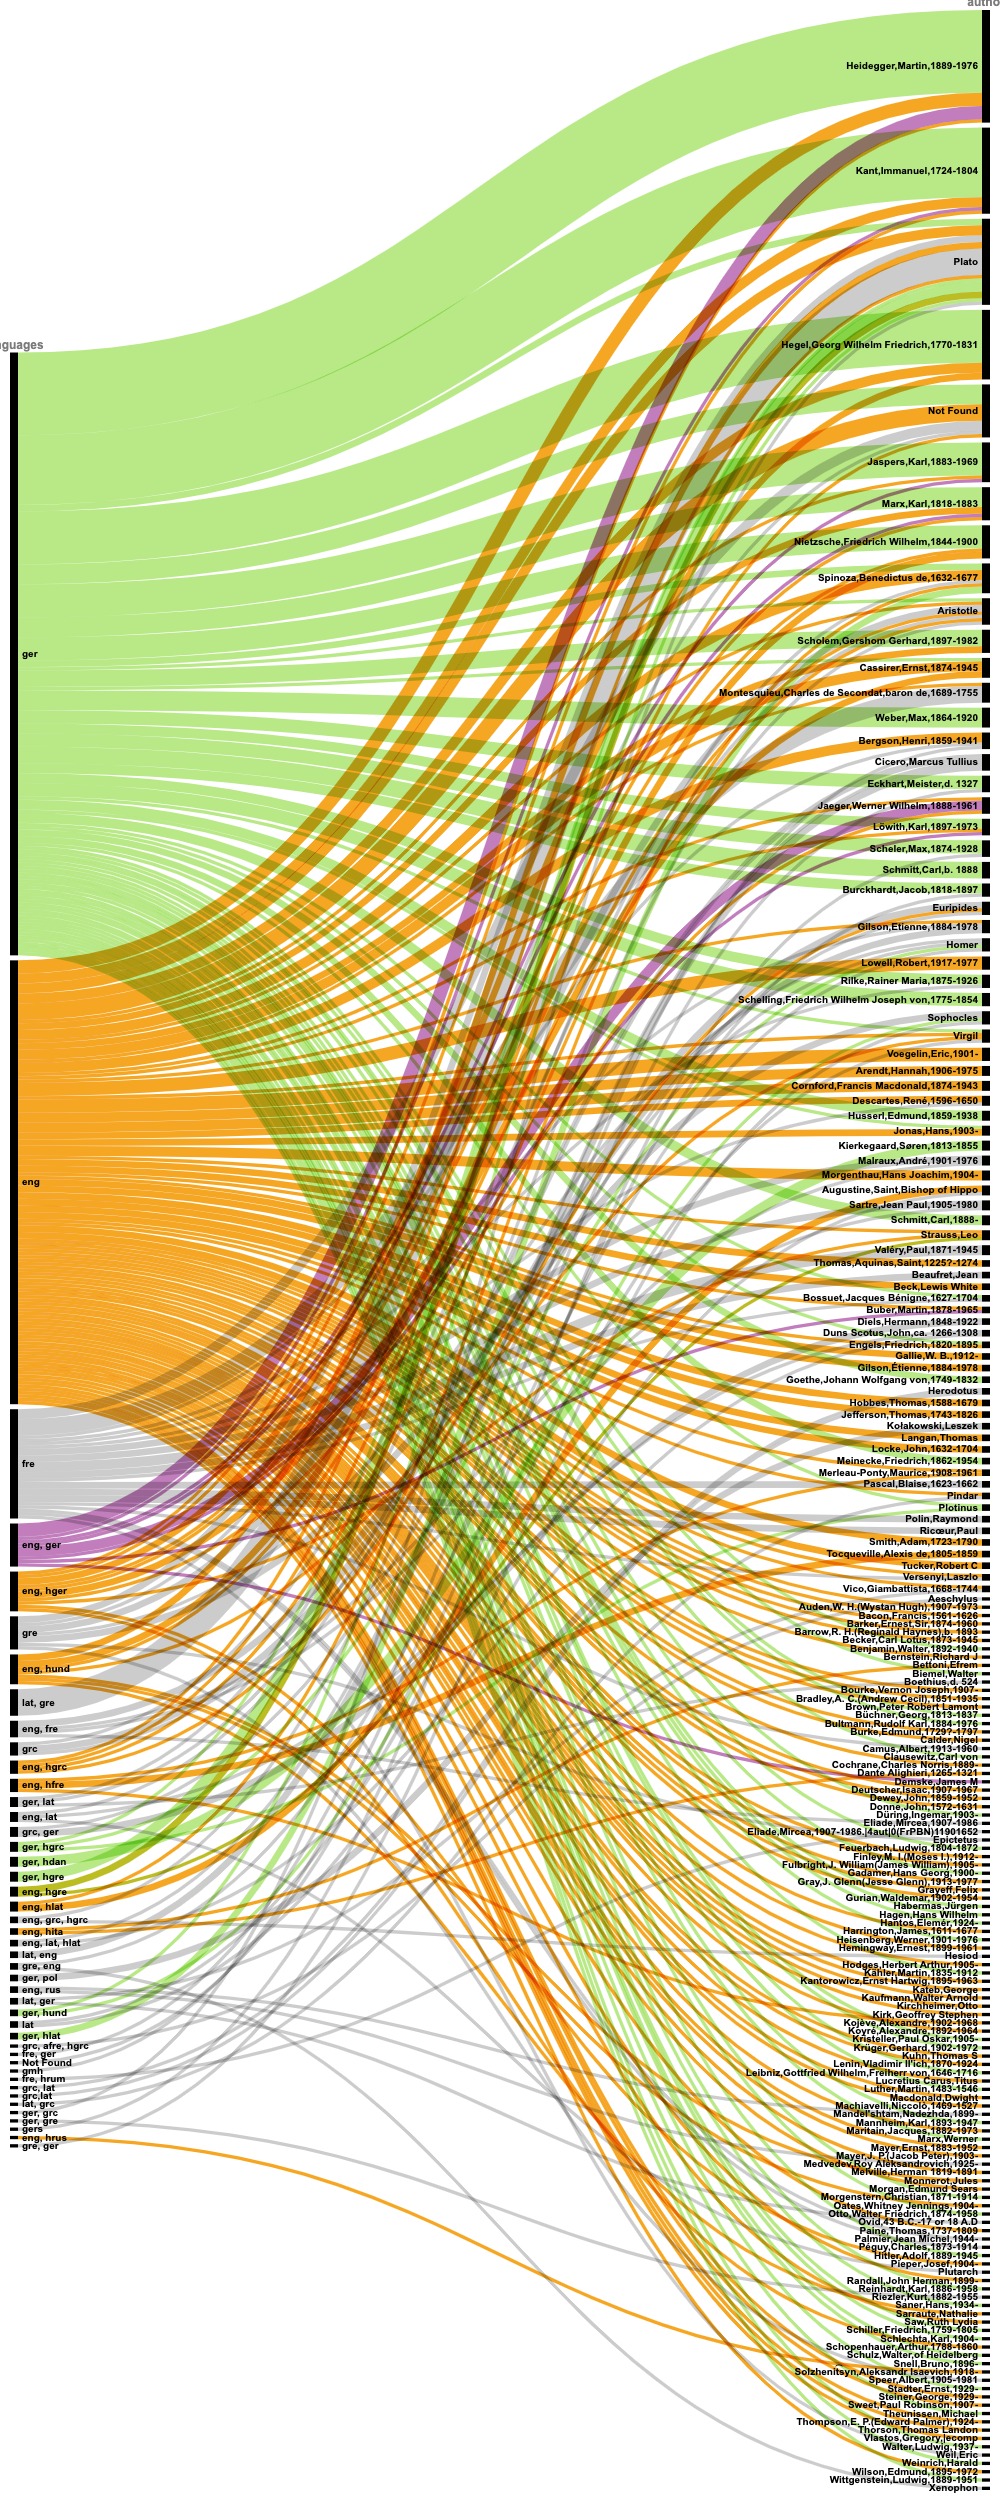 autho
Heidegger,Martin,1889-1976
Kant,Immanuel,1724-1804
Plato
Hegel,Georg Wilhelm Friedrich,1770-1831
Not Found
Jaspers,Karl,1883-1969
Marx,Karl,1818-1883
Nietzsche,Friedrich Wilhelm,1844-1900
Spinoza,Benedictus de,1632-1677
Aristotle
Scholem,Gershom Gerhard,1897-1982
Cassirer,Ernst,1874-1945
Montesquieu,Charles de Secondat,baron de,1689-1755
Weber,Max,1864-1920
Bergson,Henri,1859-1941
Cicero,Marcus Tullius
Eckhart,Meister,d. 1327
Jaeger,Werner Wilhelm,1888-1961
Löwith,Karl,1897-1973
Scheler,Max,1874-1928
Schmitt,Carl,b. 1888
Burckhardt,Jacob,1818-1897
Euripides
Gilson,Etienne,1884-1978
Homer
Lowell,Robert,1917-1977
Rilke,Rainer Maria,1875-1926
Schelling,Friedrich Wilhelm Joseph von,1775-1854
Sophocles
Virgil
Voegelin,Eric,1901-
Arendt,Hannah,1906-1975
Cornford,Francis Macdonald,1874-1943
Descartes,René,1596-1650
Husserl,Edmund,1859-1938
Jonas,Hans,1903-
Kierkegaard,Søren,1813-1855
Malraux,André,1901-1976
Morgenthau,Hans Joachim,1904-
Augustine,Saint,Bishop of Hippo
Sartre,Jean Paul,1905-1980
Schmitt,Carl,1888-
Strauss,Leo
Valéry,Paul,1871-1945
Thomas,Aquinas,Saint,1225?-1274
Beaufret,Jean
Beck,Lewis White
Bossuet,Jacques Bénigne,1627-1704
Buber,Martin,1878-1965
Diels,Hermann,1848-1922
Duns Scotus,John,ca. 1266-1308
Engels,Friedrich,1820-1895
Gallie,W. B.,1912-
Gilson,Étienne,1884-1978
Goethe,Johann Wolfgang von,1749-1832
Herodotus
Hobbes,Thomas,1588-1679
Jefferson,Thomas,1743-1826
Kołakowski,Leszek
Langan,Thomas
Locke,John,1632-1704
Meinecke,Friedrich,1862-1954
Merleau-Ponty,Maurice,1908-1961
Pascal,Blaise,1623-1662
Pindar
Plotinus
Polin,Raymond
Ricœur,Paul
Smith,Adam,1723-1790
Tocqueville,Alexis de,1805-1859
Tucker,Robert C
Versenyi,Laszlo
Vico,Giambattista,1668-1744
Aeschylus
Auden,W. H.(Wystan Hugh),1907-1973
Bacon,Francis,1561-1626
Barker,Ernest,Sir,1874-1960
Barrow,R. H.(Reginald Haynes),b. 1893
Becker,Carl Lotus,1873-1945
Benjamin,Walter,1892-1940
Bernstein,Richard J
Bettoni,Efrem
Biemel,Walter
Boethius,d. 524
Bourke,Vernon Joseph,1907-
Bradley,A. C.(Andrew Cecil),1851-1935
Brown,Peter Robert Lamont
Büchner,Georg,1813-1837
Bultmann,Rudolf Karl,1884-1976
Burke,Edmund,1729?-1797
Calder,Nigel
Camus,Albert,1913-1960
Clausewitz,Carl von
Cochrane,Charles Norris,1889-
Dante Alighieri,1265-1321
Demske,James M
Deutscher,Isaac,1907-1967
Dewey,John,1859-1952
Donne,John,1572-1631
Düring,Ingemar,1903-
Eliade,Mircea,1907-1986
Eliade,Mircea,1907-1986.|4aut|0(FrPBN)11901652
Epictetus
Feuerbach,Ludwig,1804-1872
Finley,M. I.(Moses I.),1912-
Fulbright,J. William(James William),1905-
Gadamer,Hans Georg,1900-
Gray,J. Glenn(Jesse Glenn),1913-1977
Grayeff,Felix
Gurian,Waldemar,1902-1954
Habermas,Jürgen
Hagen,Hans Wilhelm
Hantos,Elemér,1924-
Harrington,James,1611-1677
Heisenberg,Werner,1901-1976
Hemingway,Ernest,1899-1961
Hesiod
Hodges,Herbert Arthur,1905-
Kähler,Martin,1835-1912
Kantorowicz,Ernst Hartwig,1895-1963
Kateb,George
Kaufmann,Walter Arnold
Kirchheimer,Otto
Kirk,Geoffrey Stephen
Kojève,Alexandre,1902-1968
Koyré,Alexandre,1892-1964
Kristeller,Paul Oskar,1905-
Krüger,Gerhard,1902-1972
Kuhn,Thomas S
Lenin,Vladimir Il'ich,1870-1924
Leibniz,Gottfried Wilhelm,Freiherr von,1646-1716
Lucretius Carus,Titus
Luther,Martin,1483-1546
Macdonald,Dwight
Machiavelli,Niccolò,1469-1527
Mandel'shtam,Nadezhda,1899-
Mannheim,Karl,1893-1947
Maritain,Jacques,1882-1973
Marx,Werner
Mayer,Ernst,1883-1952
Mayer,J. P.(Jacob Peter),1903-
Medvedev,Roy Aleksandrovich,1925-
Melville,Herman 1819-1891
Monnerot,Jules
Morgan,Edmund Sears
Morgenstern,Christian,1871-1914
Oates,Whitney Jennings,1904-
Otto,Walter Friedrich,1874-1958
Ovid,43 B.C.-17 or 18 A.D
Paine,Thomas,1737-1809
Palmier,Jean Michel,1944-
Péguy,Charles,1873-1914
Hitler,Adolf,1889-1945
Pieper,Josef,1904-
Plutarch
Randall,John Herman,1899-
Reinhardt,Karl,1886-1958
Riezler,Kurt,1882-1955
Saner,Hans,1934-
Sarraute,Nathalie
Saw,Ruth Lydia
Schiller,Friedrich,1759-1805
Schlechta,Karl,1904-
Schopenhauer,Arthur,1788-1860
Schulz,Walter,of Heidelberg
Snell,Bruno,1896-
Solzhenitsyn,Aleksandr Isaevich,1918-
Speer,Albert,1905-1981
Stadter,Ernst,1929-
Steiner,George,1929-
Sweet,Paul Robinson,1907-
Theunissen,Michael
Thompson,E. P.(Edward Palmer),1924-
Thorson,Thomas Landon
Vlastos,Gregory,jecomp
Walter,Ludwig,1937-
Weil,Eric
Weinrich,Harald
Wilson,Edmund,1895-1972
Wittgenstein,Ludwig,1889-1951
Xenophon
nguages
ger
eng
fre
eng, ger
eng, hger
gre
eng, hund
lat, gre
eng, fre
grc
eng, hgrc
eng, hfre
ger, lat
eng, lat
grc, ger
ger, hgrc
ger, hdan
ger, hgre
eng, hgre
eng, hlat
eng, grc, hgrc
eng, hita
eng, lat, hlat
lat, eng
gre, eng
ger, pol
eng, rus
lat, ger
ger, hund
lat
ger, hlat
grc, afre, hgrc
fre, ger
Not Found
gmh
fre, hrum
grc, lat
grc,lat
lat, grc
ger, grc
ger, gre
gers
eng, hrus
gre, ger